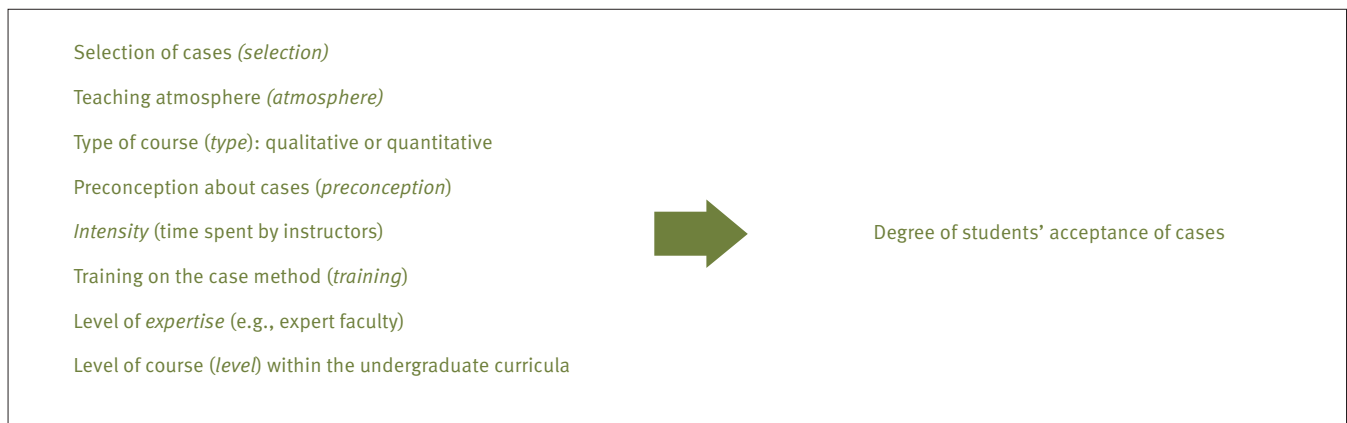 Selection of cases (selection)
Teaching atmosphere (atmosphere)
Type of course (type): qualitative or quantitative
Preconception about cases (preconception)
Intensity (time spent by instructors)
Training on the case method (training)
Level of expertise (e.g., expert faculty)
Level of course (level) within the undergraduate curricula
Degree of students’ acceptance of cases